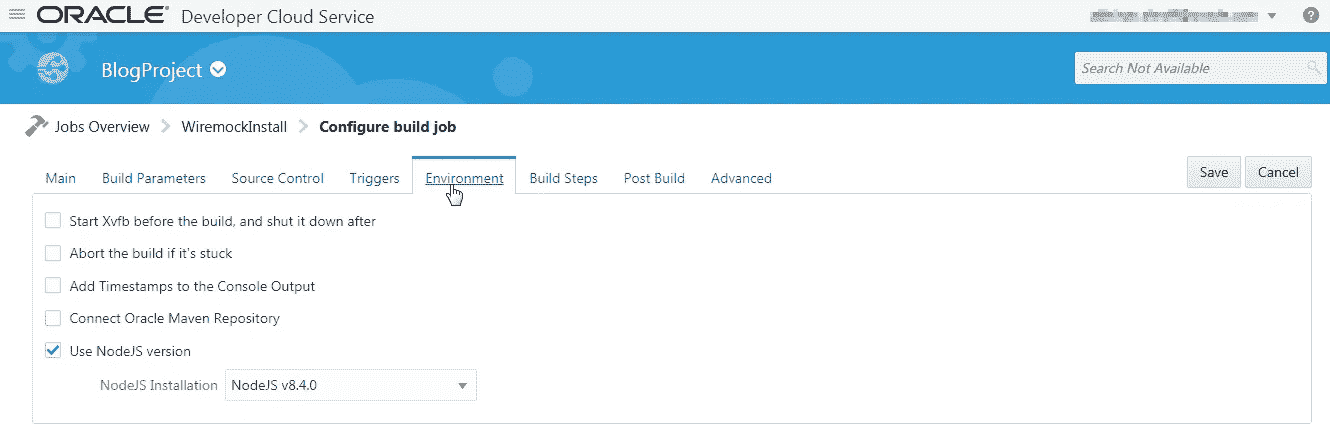 ORACLE® Developer Cloud Service
BlogProject
Search Not Available
Jobs Overview WiremockInstall Configure build job
Main Build Parameters Source Control Triggers Environment Build Steps Post Build Advanced Save Cancel
Start Xvfb before the build, and shut it down after
Abort the build if it's stuck
Add Timestamps to the Console Output
Connect Oracle Maven Repository
Use NodeJS version
NodeJS Installation NodeJS v8.4.0